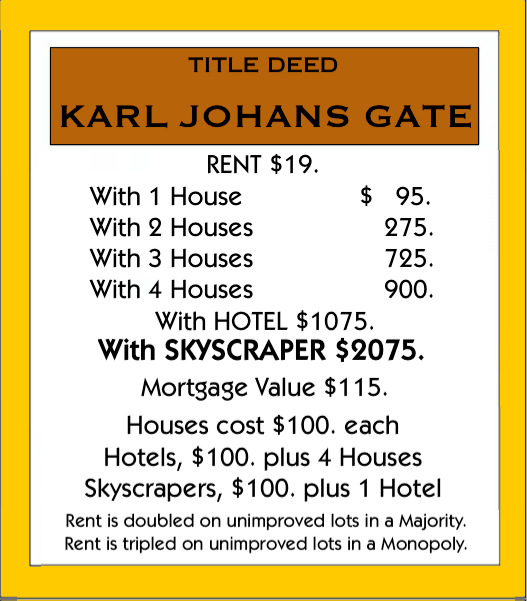 TITLE DEED
KARL JOHANS GATE
RENT $19.
With 1 House $ 95.
With 2 Houses 275.
With 3 Houses 725.
With 4 Houses 900.
With HOTEL $1075.
With SKYSCRAPER $2075.
Mortgage Value $115.
Houses cost $100. each
Hotels, $100. plus 4 Houses
Skyscrapers, $100. plus 1 Hotel
Rent is doubled on unimproved lots in a Majority.
Rent is tripled on unimproved lots in a Monopoly.